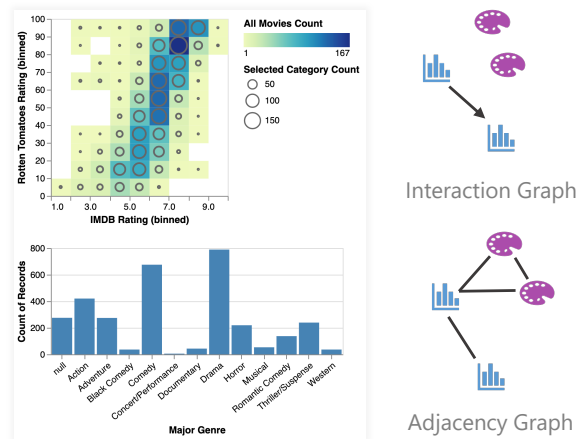 Rotten Tomatoes Rating (binned)
100
90
80
70
60
50
40
30
20
10
0
1.0 3.0 5.0 7.0 9.0
IMDB Rating (binned)
All Movies Count
1 167
Selected Category Count
50
100
150
Interaction Graph
Count of Records
800
600
400
200
0
null
Action
Adventure
Black Comedy
Comedy
Concert/Performance
Documentary
Drama
Horror
Musical
Romantic Comedy
Thriller/Suspense
Western
Major Genre
Adjacency Graph